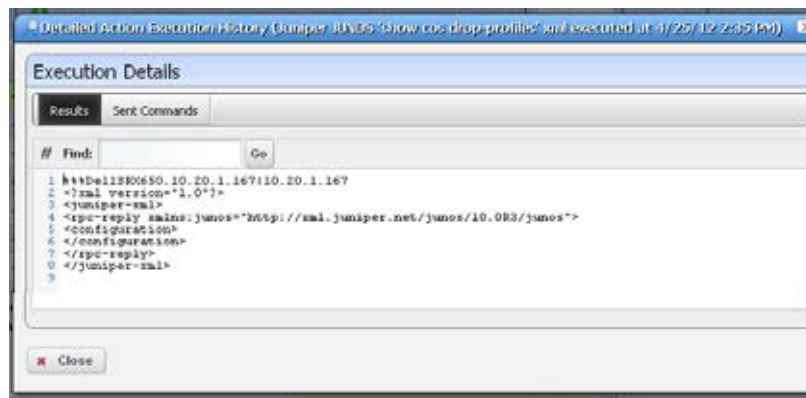 Detailed Action Execution History (Juniper JUNOS 'show cos drop-profiles' xml executed at 4/25/12 2:35 PM)
Execution Details
Results Sent Commands
# Find: Go
1 h**DellSRX650.10.20.1.167|10.20.1.167
2 <?xml version="1.0"?>
3 <juniper-xml>
4 <rpc-reply xmlns:junos="http://xml.juniper.net/junos/10.0R3/junos">
5 <configuration>
6 </configuration>
7 </rpc-reply>
8 </juniper-xml>
9
Close